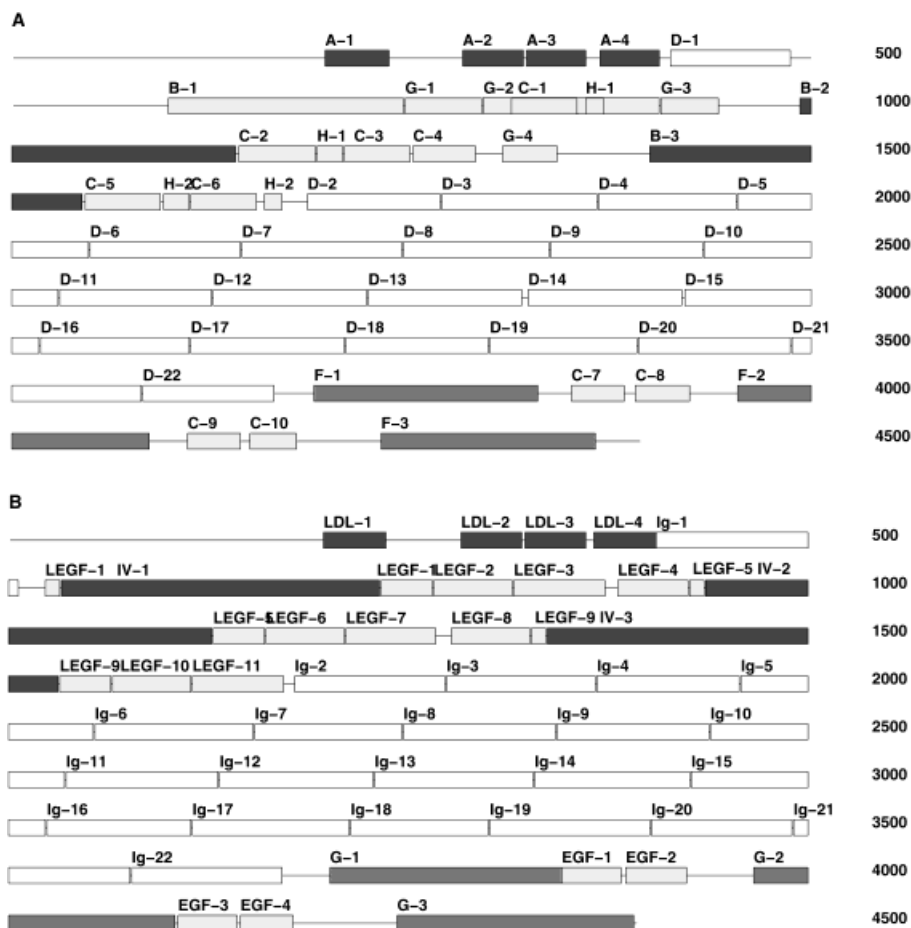 A
A−1 A−2 A−3 A−4 D−1 500
B−1 G−1 G−2 C−1 H−1 G−3 B−2 1000
C−2 H−1 C−3 C−4 G−4 B−3 1500
C−5 H−2 C−6 H−2 D−2 D−3 D−4 D−5 2000
D−6 D−7 D−8 D−9 D−10 2500
D−11 D−12 D−13 D−14 D−15 3000
D−16 D−17 D−18 D−19 D−20 D−21 3500
D−22 F−1 C−7 C−8 F−2 4000
C−9 C−10 F−3 4500
B
LDL−1 LDL−2 LDL−3 LDL−4 Ig−1 500
LEGF−1 IV−1 LEGF−1 LEGF−2 LEGF−3 LEGF−4 LEGF−5 IV−2 1000
LEGF−5 LEGF−6 LEGF−7 LEGF−8 LEGF−9 IV−3 1500
LEGF−9 LEGF−10 LEGF−11 Ig−2 Ig−3 Ig−4 Ig−5 2000
Ig−6 Ig−7 Ig−8 Ig−9 Ig−10 2500
Ig−11 Ig−12 Ig−13 Ig−14 Ig−15 3000
Ig−16 Ig−17 Ig−18 Ig−19 Ig−20 Ig−21 3500
Ig−22 G−1 EGF−1 EGF−2 G−2 4000
EGF−3 EGF−4 G−3 4500